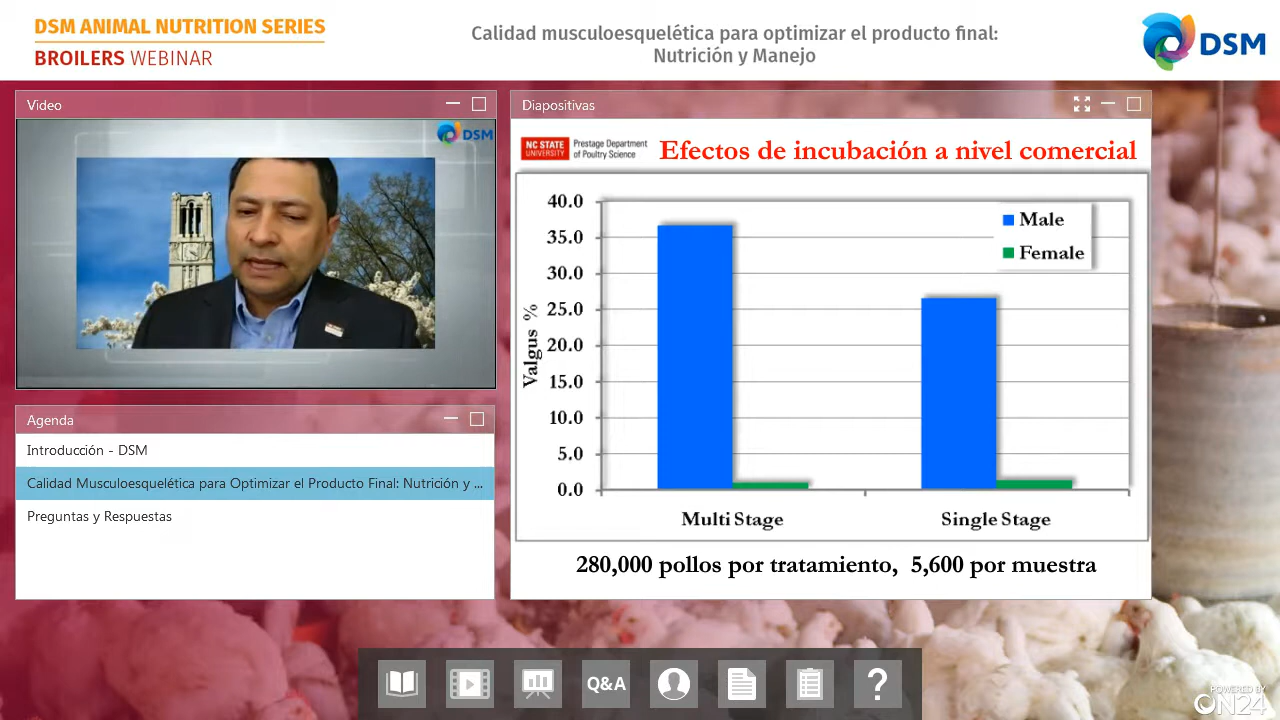 DSM ANIMAL NUTRITION SERIES
BROILERS WEBINAR
Calidad musculoesquelética para optimizar el producto final:
Nutrición y Manejo
DSM
Video
DSM
Agenda
Introducción - DSM
Calidad Musculoesquelética para Optimizar el Producto Final: Nutrición y ...
Preguntas y Respuestas
Diapositivas
NC STATE
UNIVERSITY
Prestage Department
of Poultry Science
Efectos de incubación a nivel comercial
40.0
35.0
30.0
25.0
20.0
15.0
10.0
5.0
0.0
Valgus %
Male
Female
Multi Stage
Single Stage
280,000 pollos por tratamiento, 5,600 por muestra
Q&A
?
POWERED BY
ON24